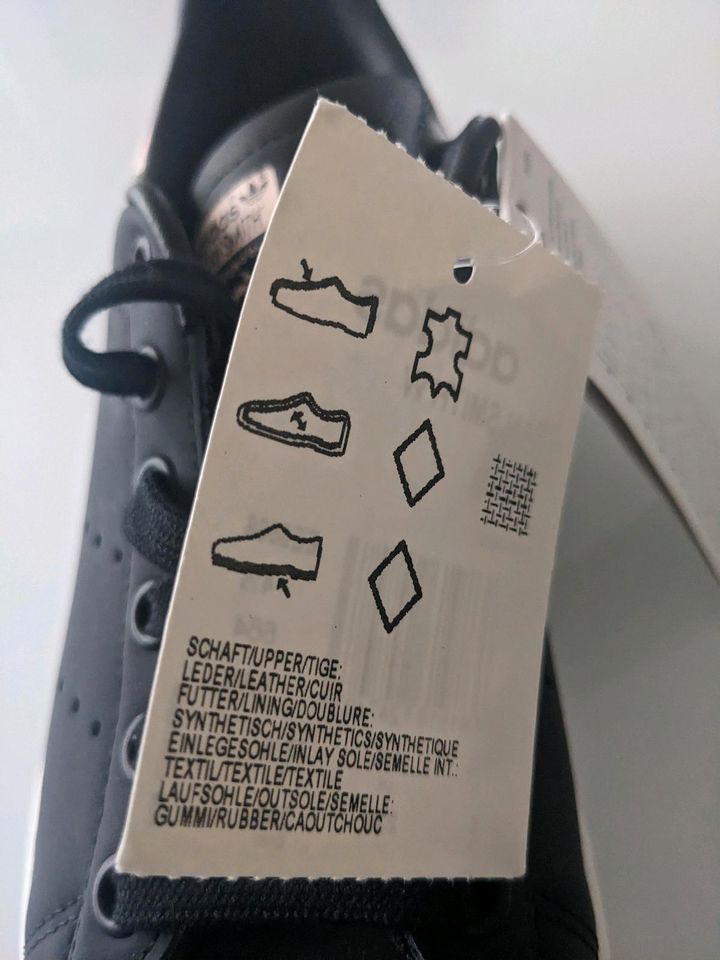 SCHAFT/UPPER/TIGE:
LEDER/LEATHER/CUIR
FUTTER/LINING/DOUBLURE:
SYNTHETISCH/SYNTHETICS/SYNTHETIQUE
EINLEGESOHLE/INLAY SOLE/SEMELLE INT.:
TEXTIL/TEXTILE/TEXTILE
LAUFSOHLE/OUTSOLE/SEMELLE:
GUMMI/RUBBER/CAOUTCHOUC